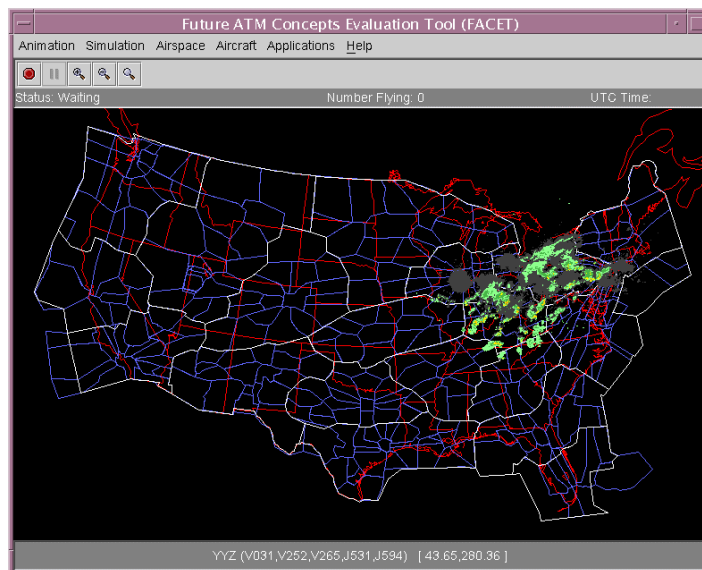 Future ATM Concepts Evaluation Tool (FACET)
Animation Simulation Airspace Aircraft Applications Help
Status: Waiting Number Flying: 0 UTC Time:
YYZ (V031,V252,V265,J531,J594) [ 43.65,280.36 ]